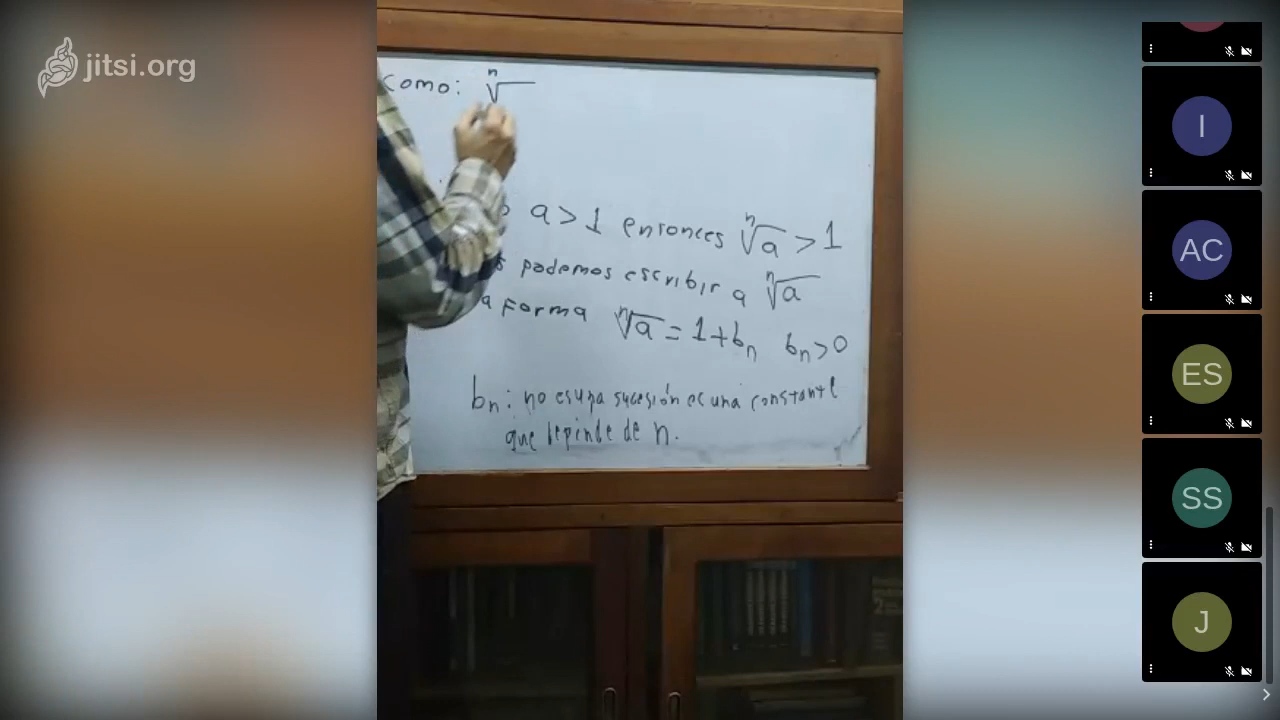 jitsi.org
como: ⁿ√
a > 1 entonces ⁿ√a > 1
podemos escribir a ⁿ√a
a forma ⁿ√a = 1 + bₙ bₙ > 0
bₙ: no es una sucesión es una constante
que depende de n.
I
AC
ES
SS
J